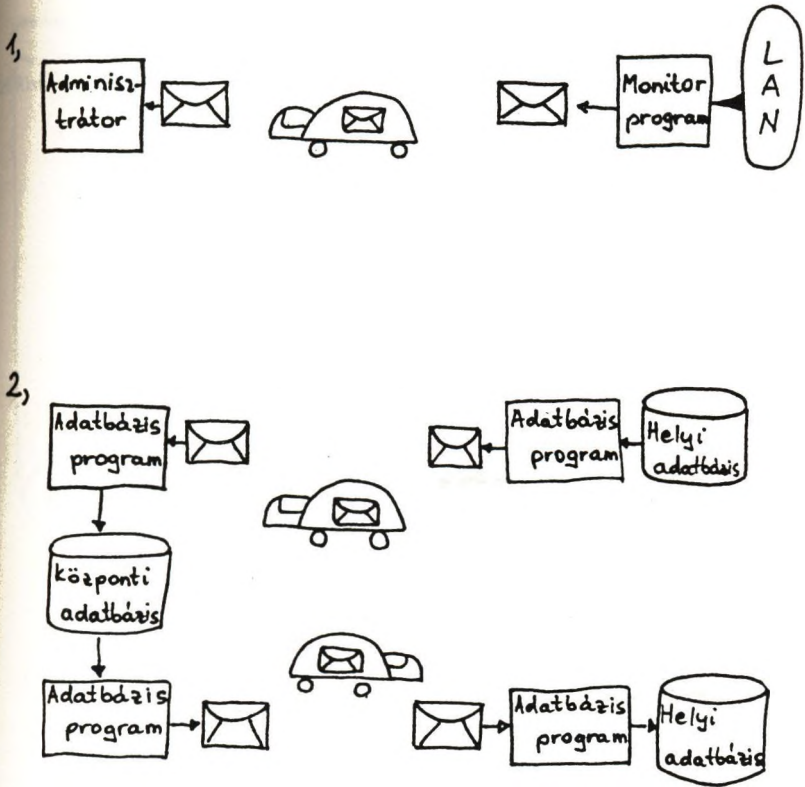 1,
Adminisz-
trátor
Monitor
program
L
A
N
2,
Adatbázis
program
Adatbázis
program
Helyi
adatbázis
központi
adatbázis
Adatbázis
program
Adatbázis
program
Helyi
adatbázis